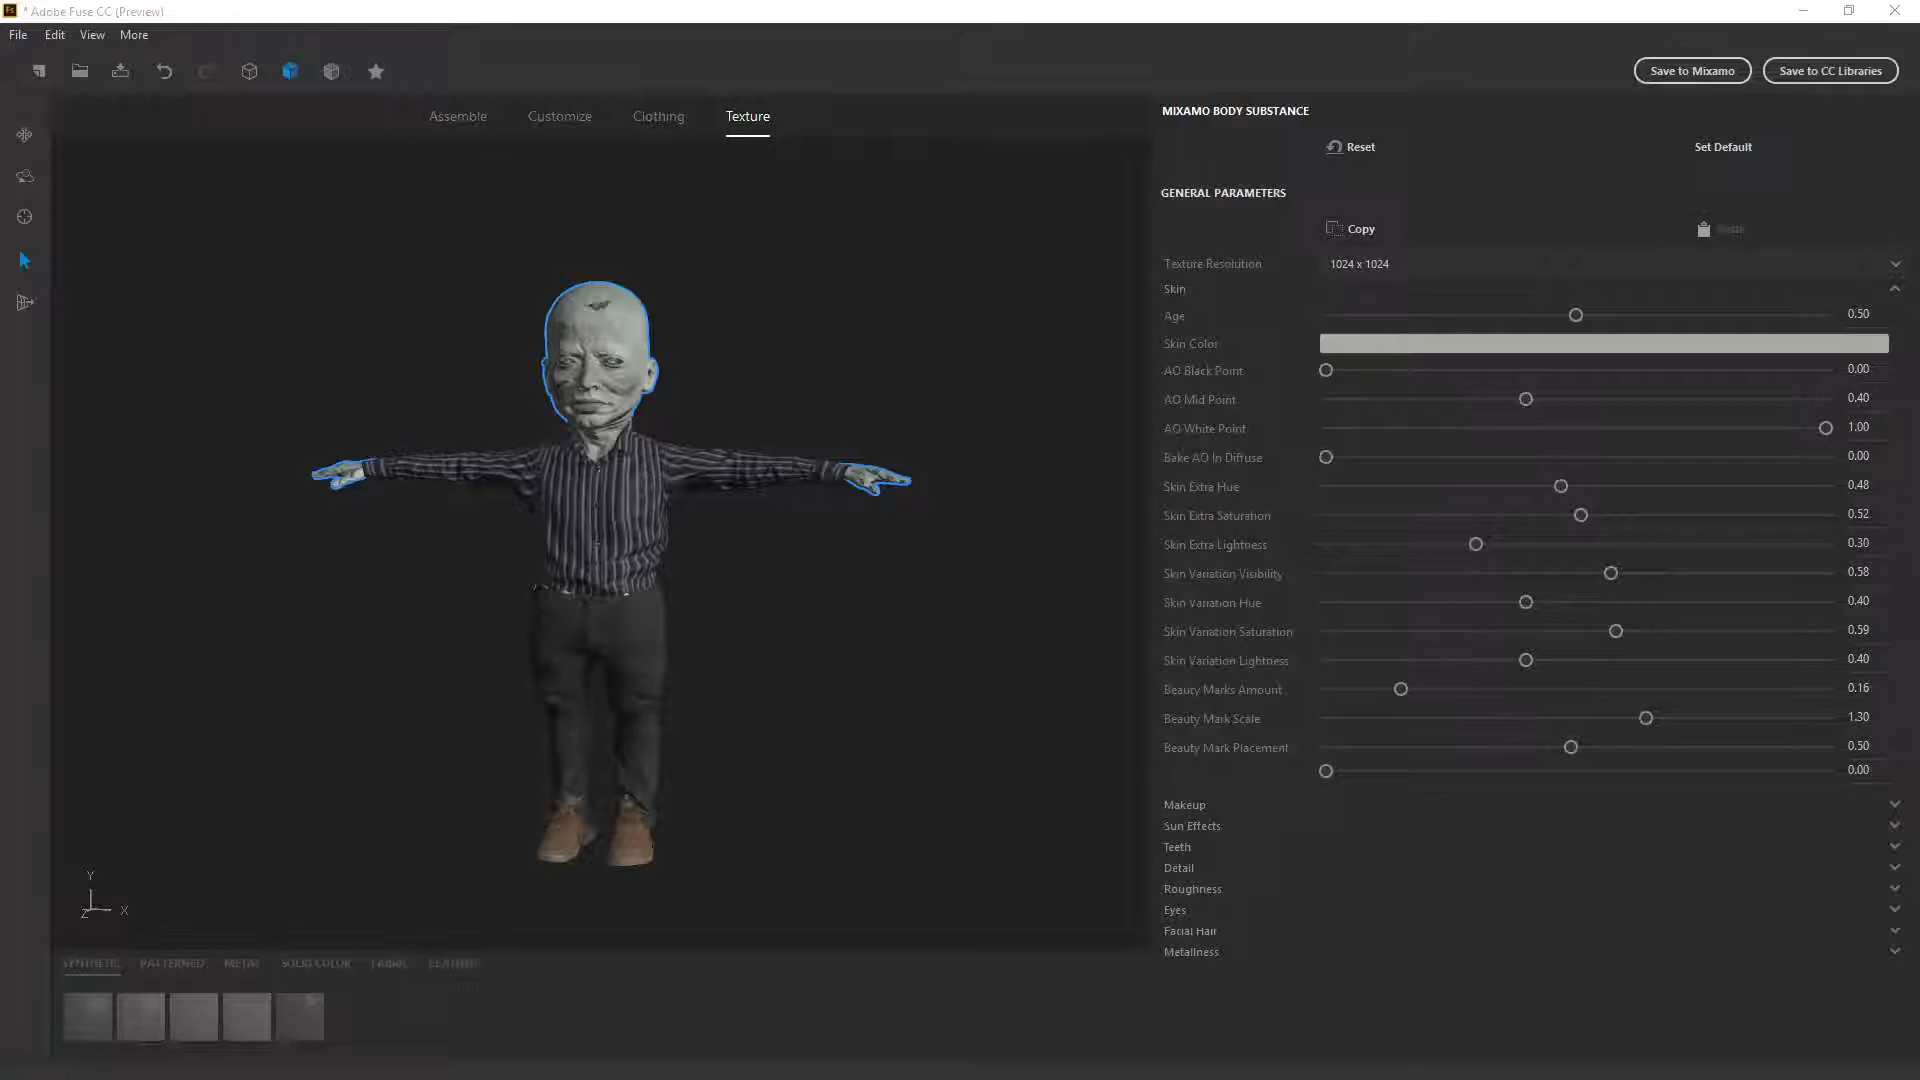 Fs * Adobe Fuse CC (Preview)
File Edit View More
Save to Mixamo Save to CC Libraries
Assemble Customize Clothing Texture
MIXAMO BODY SUBSTANCE
Reset Set Default
GENERAL PARAMETERS
Copy Paste
Texture Resolution 1024 x 1024
Skin
Age 0.50
Skin Color
AO Black Point 0.00
AO Mid Point 0.40
AO White Point 1.00
Bake AO In Diffuse 0.00
Skin Extra Hue 0.48
Skin Extra Saturation 0.52
Skin Extra Lightness 0.30
Skin Variation Visibility 0.58
Skin Variation Hue 0.40
Skin Variation Saturation 0.59
Skin Variation Lightness 0.40
Beauty Marks Amount 0.16
Beauty Mark Scale 1.30
Beauty Mark Placement 0.50
0.00
Makeup
Sun Effects
Teeth
Detail
Roughness
Eyes
Facial Hair
Metallness
Y
Z X
SYNTHETIC PATTERNED METAL SOLID COLOR FABRIC LEATHER